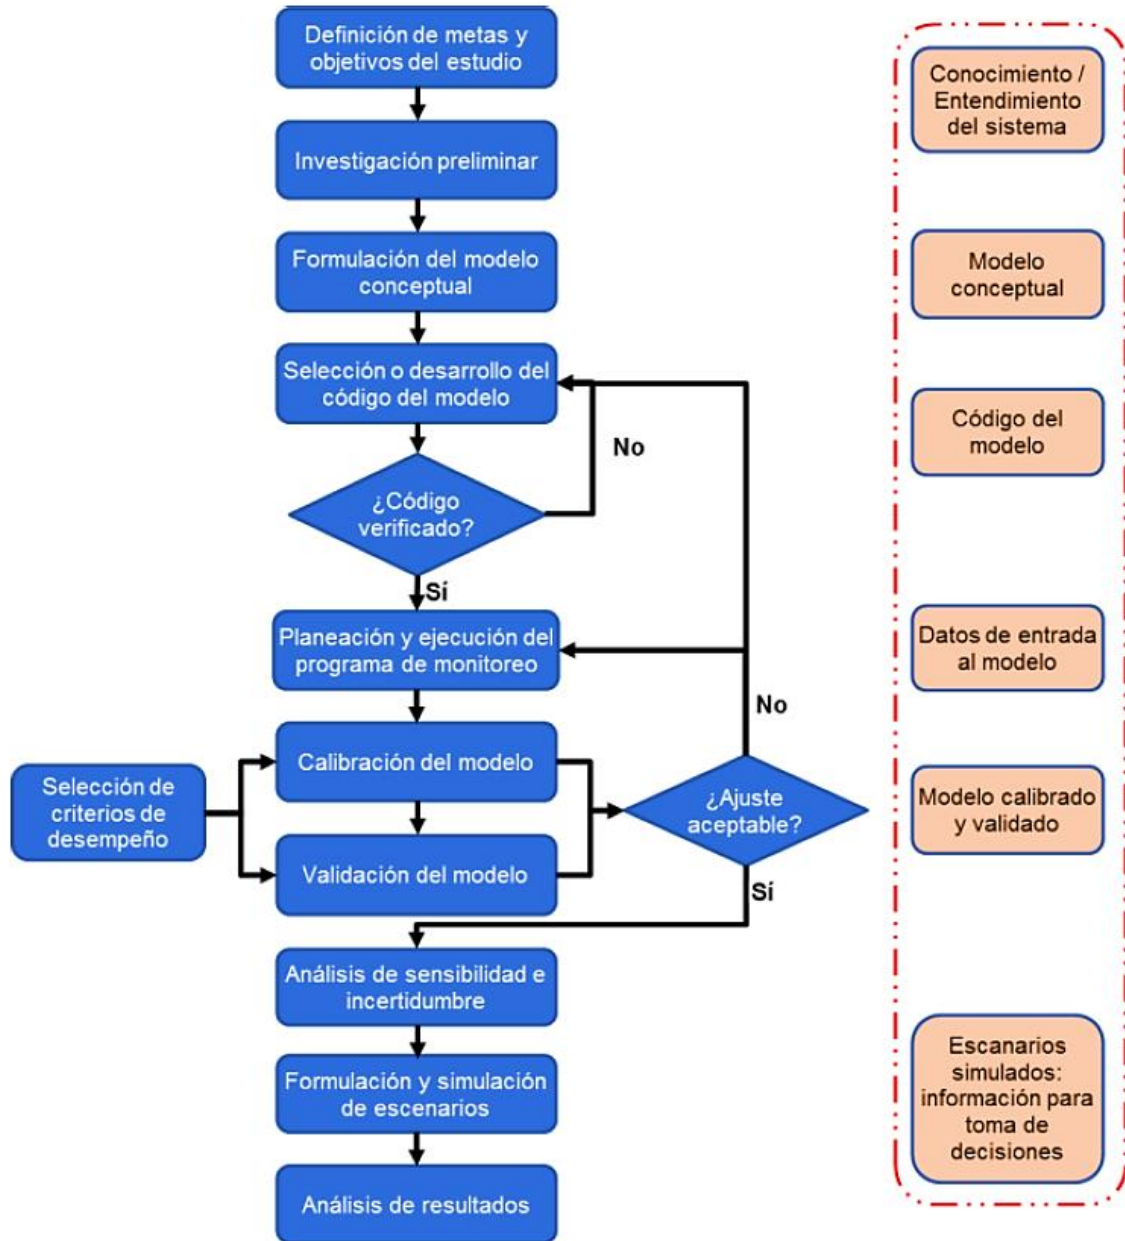 Definición de metas y
objetivos del estudio
Investigación preliminar
Formulación del modelo
conceptual
Selección o desarrollo del
código del modelo
No
¿Código
verificado?
Sí
Planeación y ejecución del
programa de monitoreo
No
Selección de
criterios de
desempeño
Calibración del modelo
Validación del modelo
¿Ajuste
aceptable?
Sí
Análisis de sensibilidad e
incertidumbre
Formulación y simulación
de escenarios
Análisis de resultados
Conocimiento /
Entendimiento
del sistema
Modelo
conceptual
Código del
modelo
Datos de entrada
al modelo
Modelo calibrado
y validado
Escanarios
simulados:
información para
toma de
decisiones